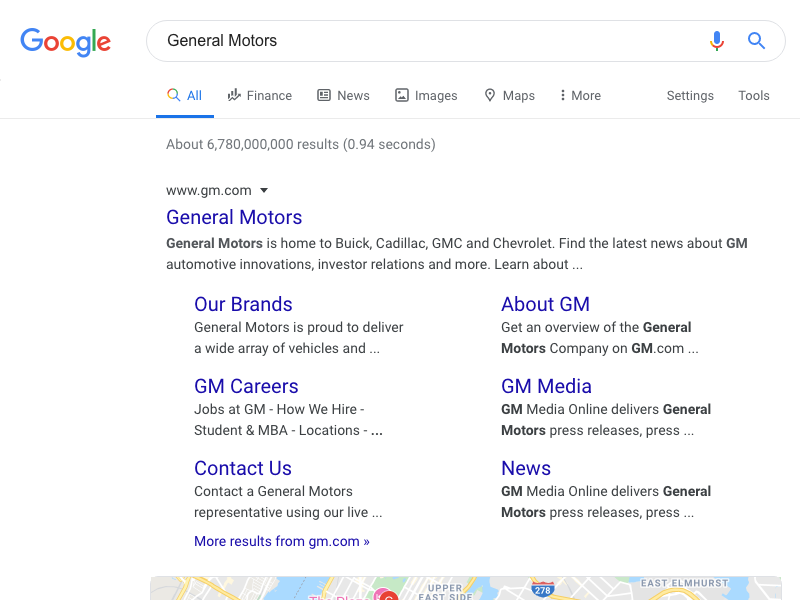 Google
General Motors
All Finance News Images Maps More Settings Tools
About 6,780,000,000 results (0.94 seconds)
www.gm.com
General Motors
General Motors is home to Buick, Cadillac, GMC and Chevrolet. Find the latest news about GM
automotive innovations, investor relations and more. Learn about ...
Our Brands
General Motors is proud to deliver
a wide array of vehicles and ...
About GM
Get an overview of the General
Motors Company on GM.com ...
GM Careers
Jobs at GM - How We Hire -
Student & MBA - Locations - ...
GM Media
GM Media Online delivers General
Motors press releases, press ...
Contact Us
Contact a General Motors
representative using our live ...
News
GM Media Online delivers General
Motors press releases, press ...
More results from gm.com »
UPPER
EAST SIDE
278
EAST ELMHURST